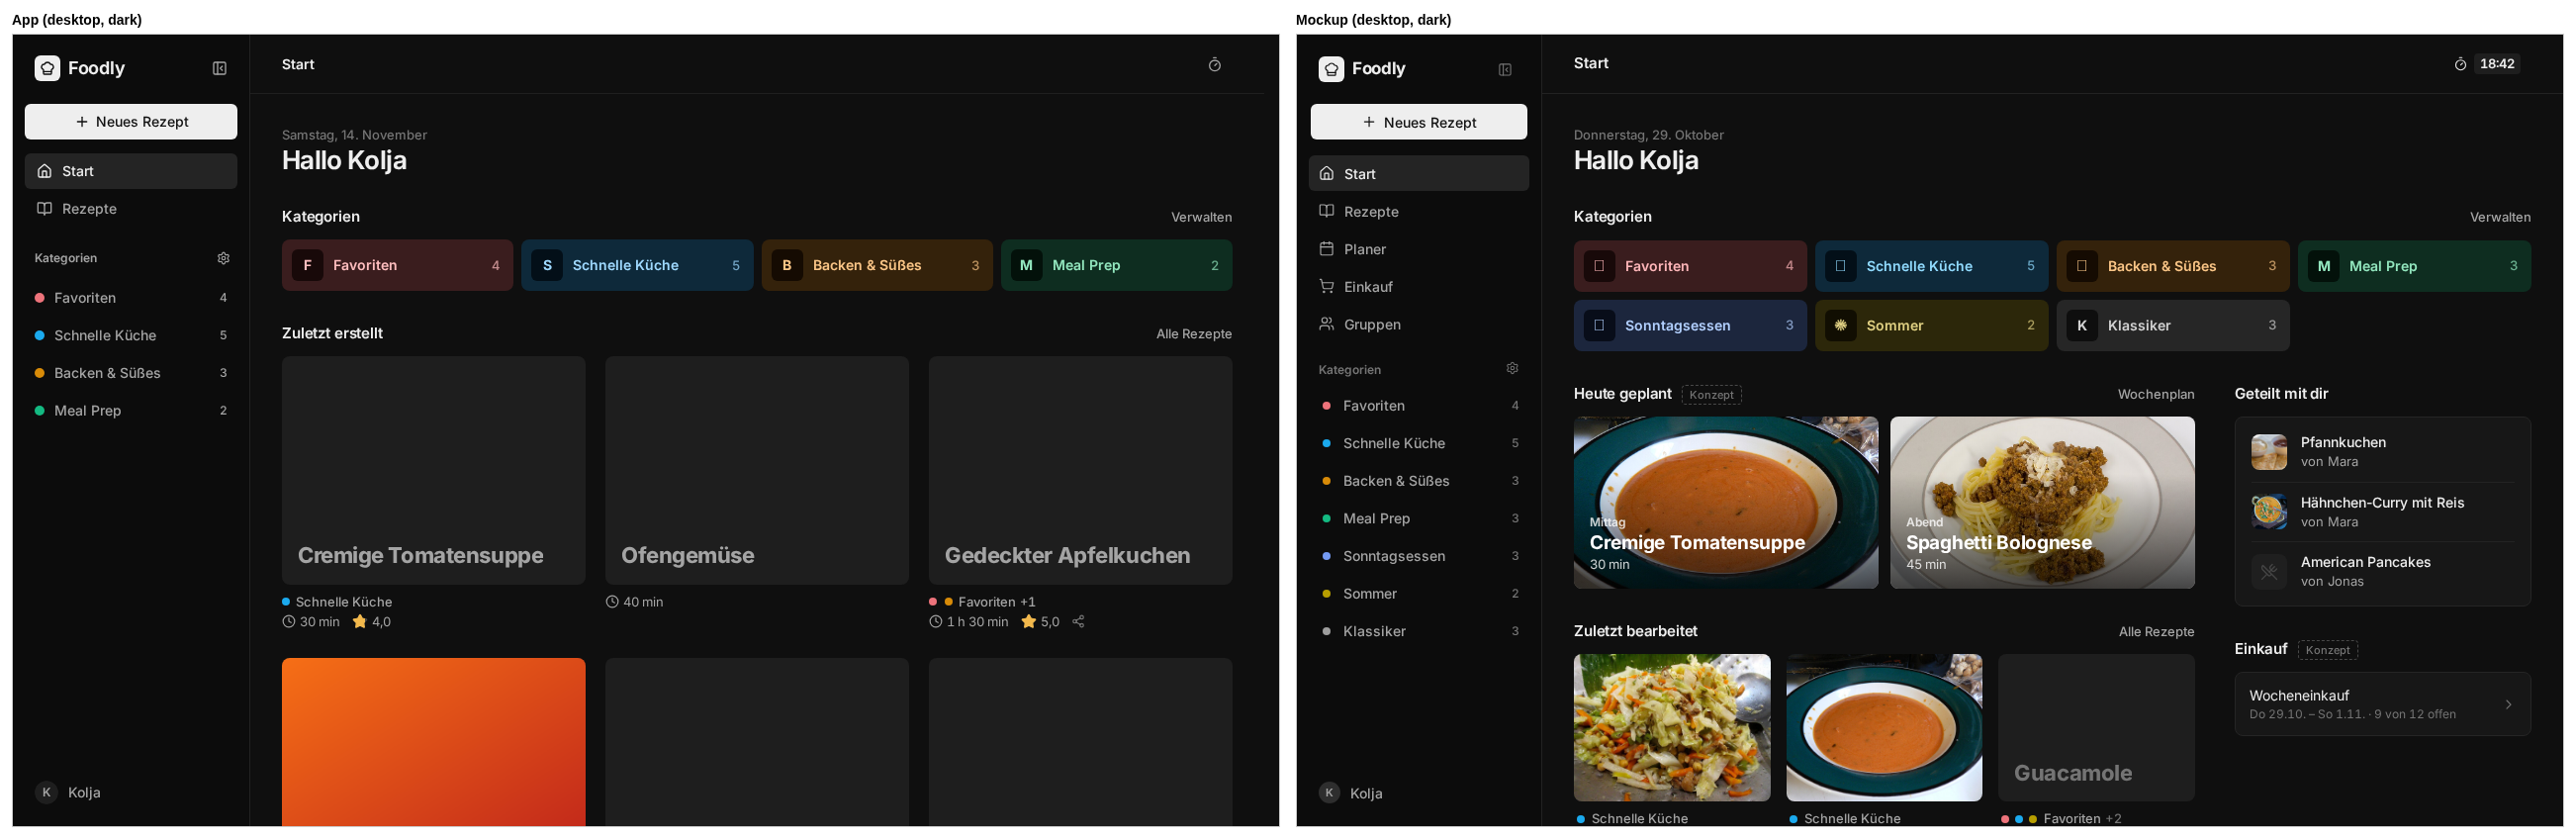 App (desktop, dark)
Foodly
Neues Rezept
Start
Rezepte
Kategorien
Favoriten 4
Schnelle Küche 5
Backen & Süßes 3
Meal Prep 2
K Kolja
Start
Samstag, 14. November
Hallo Kolja
Kategorien Verwalten
F Favoriten 4
S Schnelle Küche 5
B Backen & Süßes 3
M Meal Prep 2
Zuletzt erstellt Alle Rezepte
Cremige Tomatensuppe
Schnelle Küche
30 min 4,0
Ofengemüse
40 min
Gedeckter Apfelkuchen
Favoriten +1
1 h 30 min 5,0
Mockup (desktop, dark)
Foodly
Neues Rezept
Start
Rezepte
Planer
Einkauf
Gruppen
Kategorien
Favoriten 4
Schnelle Küche 5
Backen & Süßes 3
Meal Prep 3
Sonntagsessen 3
Sommer 2
Klassiker 3
K Kolja
Start 18:42
Donnerstag, 29. Oktober
Hallo Kolja
Kategorien Verwalten
Favoriten 4
Schnelle Küche 5
Backen & Süßes 3
M Meal Prep 3
Sonntagsessen 3
Sommer 2
K Klassiker 3
Heute geplant Konzept Wochenplan
Mittag
Cremige Tomatensuppe
30 min
Abend
Spaghetti Bolognese
45 min
Zuletzt bearbeitet Alle Rezepte
Schnelle Küche
Schnelle Küche
Guacamole
Favoriten +2
Geteilt mit dir
Pfannkuchen
von Mara
Hähnchen-Curry mit Reis
von Mara
American Pancakes
von Jonas
Einkauf Konzept
Wocheneinkauf
Do 29.10. – So 1.11. · 9 von 12 offen